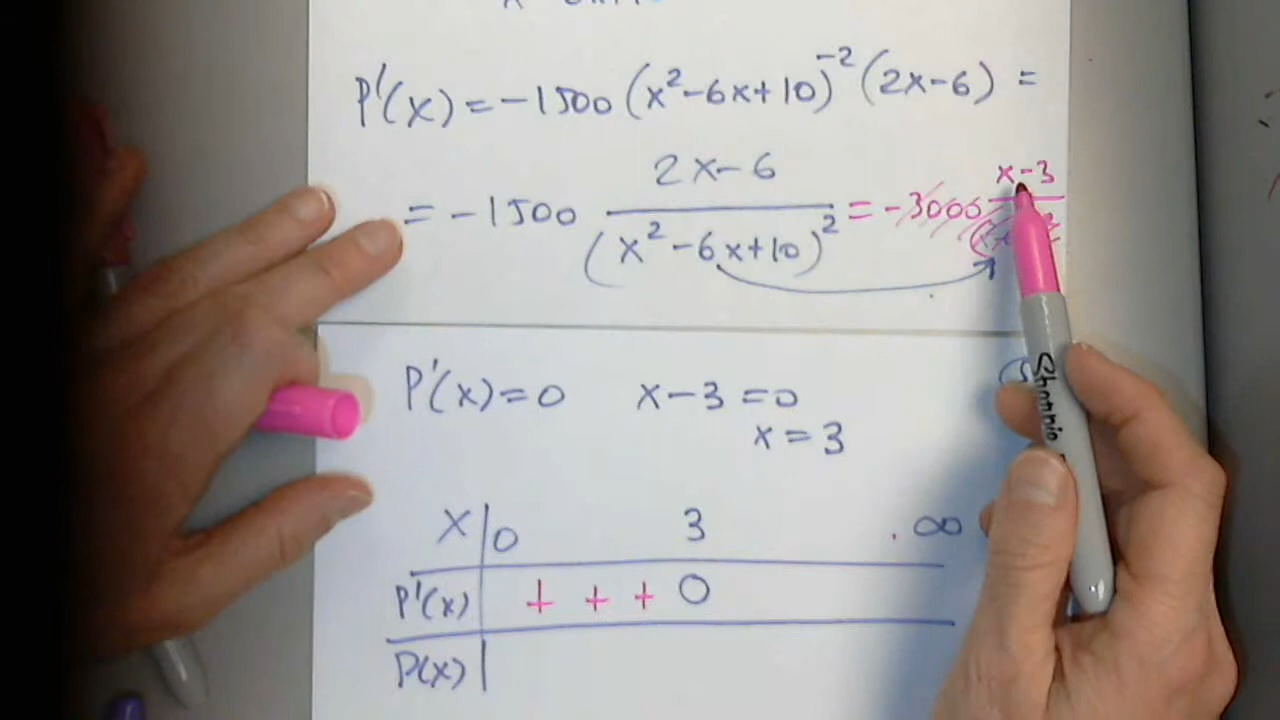 P'(x) = -1500 (x²-6x+10)⁻² (2x-6) =
= -1500 (2x-6)/(x²-6x+10)² = -3000 (x-3)
P'(x)=0 x-3=0
x=3
x | 0 3 ∞
P'(x) | + + + 0
P(x) |
Sharpie